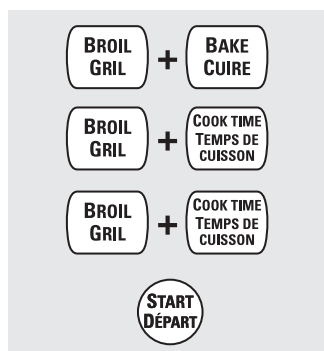 BROIL
GRIL
+
BAKE
CUIRE
BROIL
GRIL
+
COOK TIME
TEMPS DE
CUISSON
BROIL
GRIL
+
COOK TIME
TEMPS DE
CUISSON
START
DÉPART